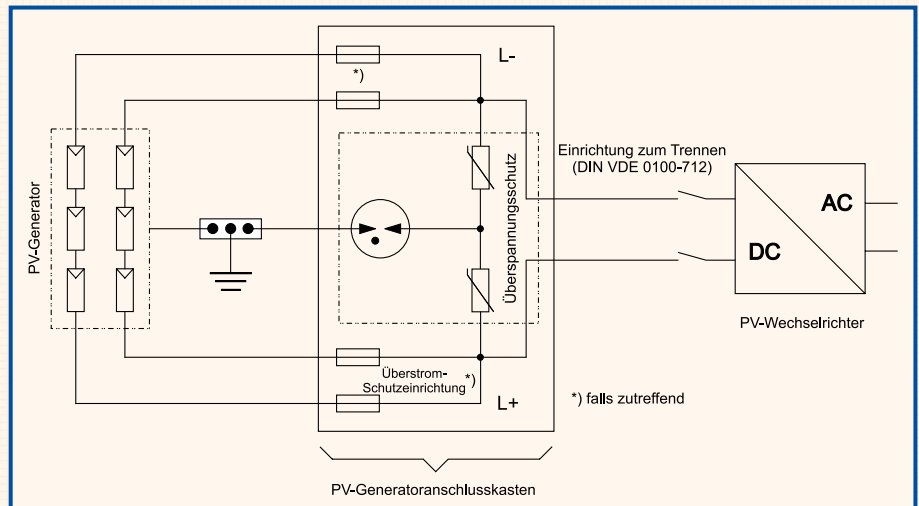 L-
*)
Einrichtung zum Trennen
(DIN VDE 0100-712)
PV-Generator
Überspannungsschutz
AC
DC
PV-Wechselrichter
Überstrom-
Schutzeinrichtung *)
L+
*) falls zutreffend
PV-Generatoranschlusskasten